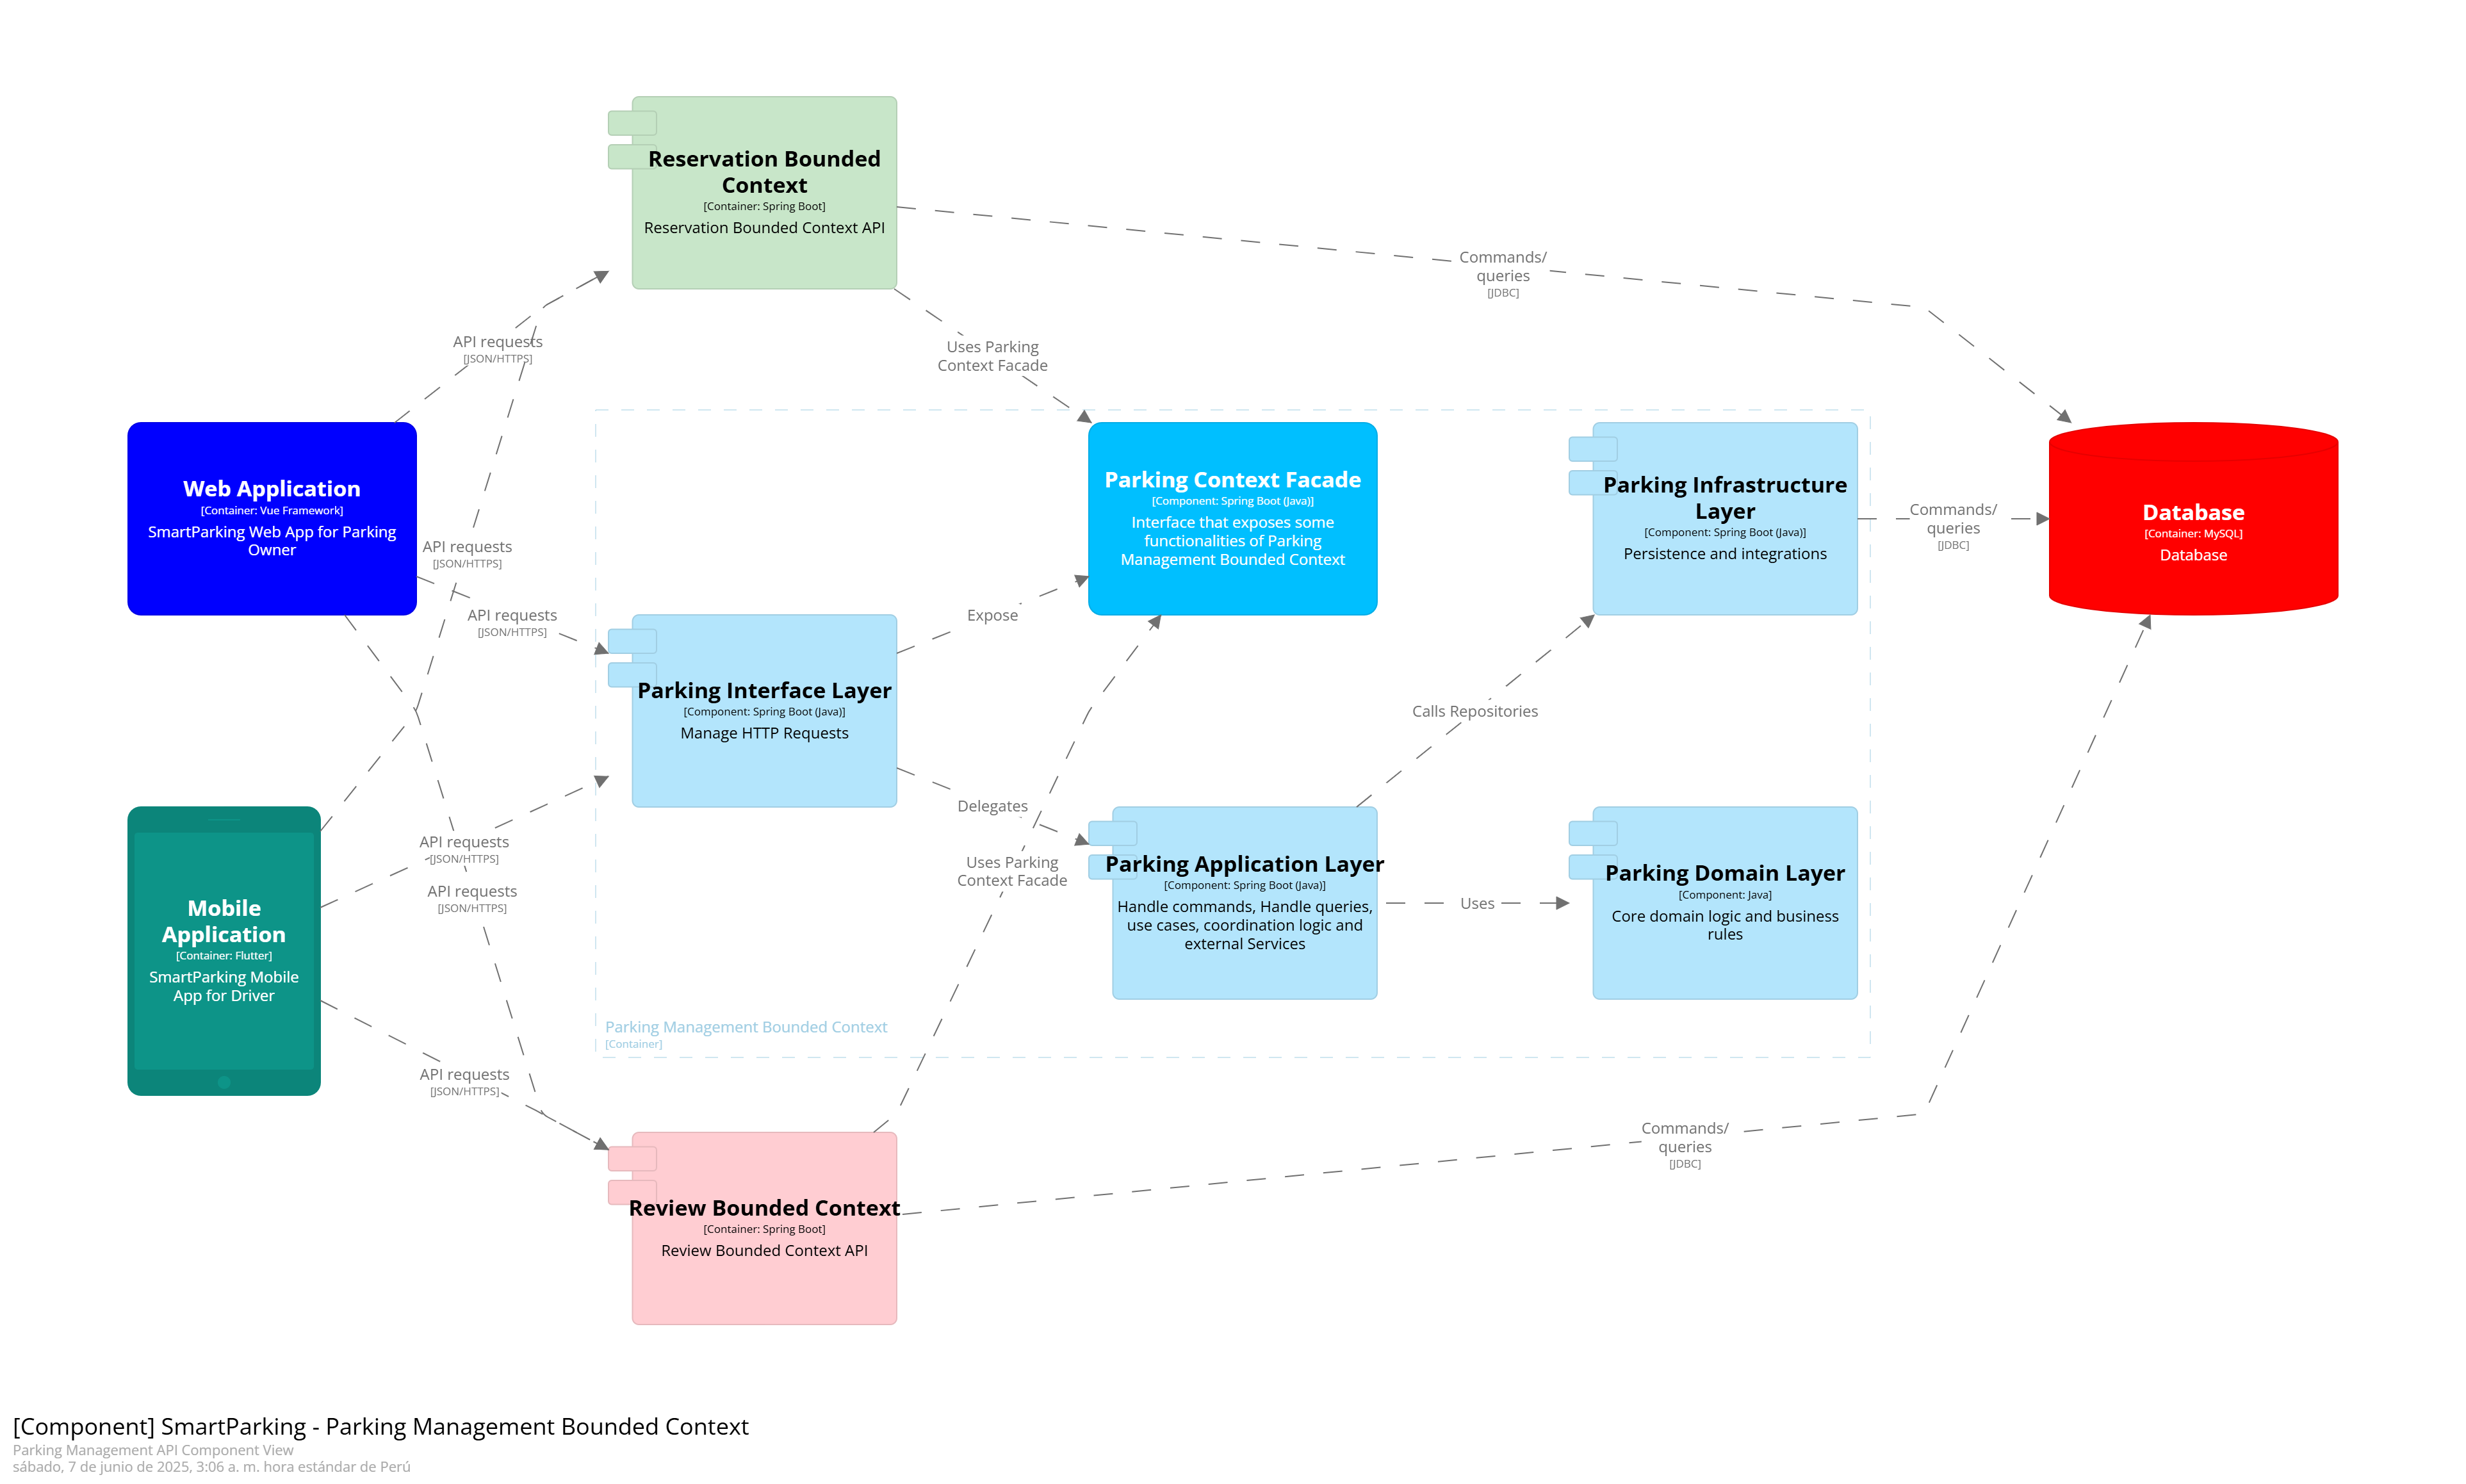 Reservation Bounded
Context
[Container: Spring Boot]
Reservation Bounded Context API
Commands/
queries
[JDBC]
API requests
[JSON/HTTPS]
Uses Parking
Context Facade
Web Application
[Container: Vue Framework]
SmartParking Web App for Parking
Owner
Parking Context Facade
[Component: Spring Boot (Java)]
Interface that exposes some
functionalities of Parking
Management Bounded Context
Parking Infrastructure
Layer
[Component: Spring Boot (Java)]
Persistence and integrations
Commands/
queries
[JDBC]
Database
[Container: MySQL]
Database
API requests
[JSON/HTTPS]
API requests
[JSON/HTTPS]
Expose
Parking Interface Layer
[Component: Spring Boot (Java)]
Manage HTTP Requests
Calls Repositories
Delegates
API requests
[JSON/HTTPS]
Uses Parking
Context Facade
API requests
[JSON/HTTPS]
Mobile
Application
[Container: Flutter]
SmartParking Mobile
App for Driver
Parking Application Layer
[Component: Spring Boot (Java)]
Handle commands, Handle queries,
use cases, coordination logic and
external Services
Uses
Parking Domain Layer
[Component: Java]
Core domain logic and business
rules
Parking Management Bounded Context
[Container]
API requests
[JSON/HTTPS]
Commands/
queries
[JDBC]
Review Bounded Context
[Container: Spring Boot]
Review Bounded Context API
[Component] SmartParking - Parking Management Bounded Context
Parking Management API Component View
sábado, 7 de junio de 2025, 3:06 a. m. hora estándar de Perú